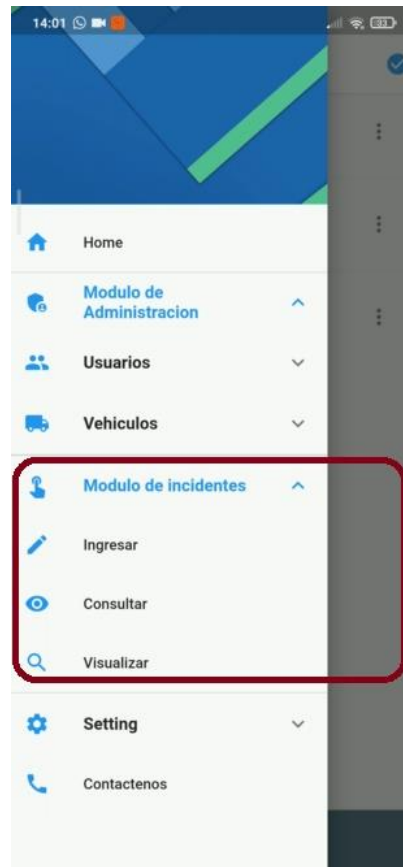 14:01
Home
Modulo de
Administracion
Usuarios
Vehiculos
Modulo de incidentes
Ingresar
Consultar
Visualizar
Setting
Contactenos